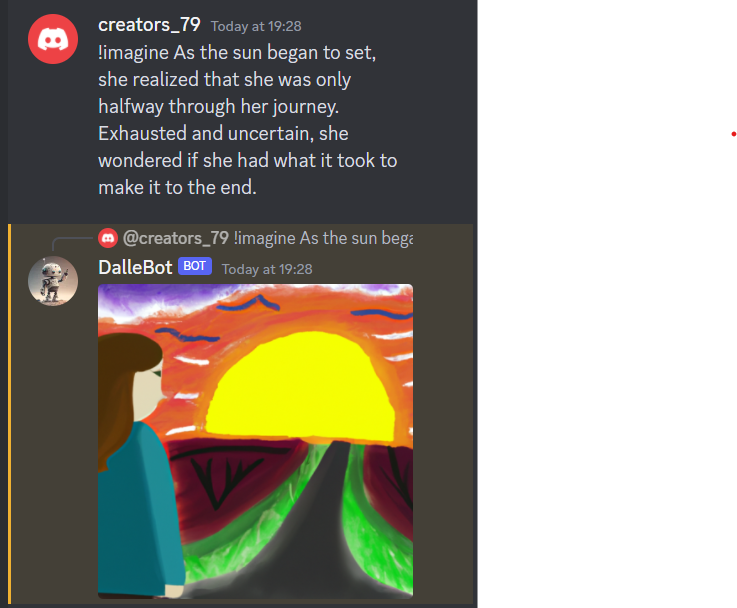 creators_79 Today at 19:28
!imagine As the sun began to set,
she realized that she was only
halfway through her journey.
Exhausted and uncertain, she
wondered if she had what it took to
make it to the end.
@creators_79 !imagine As the sun bega
DalleBot BOT Today at 19:28